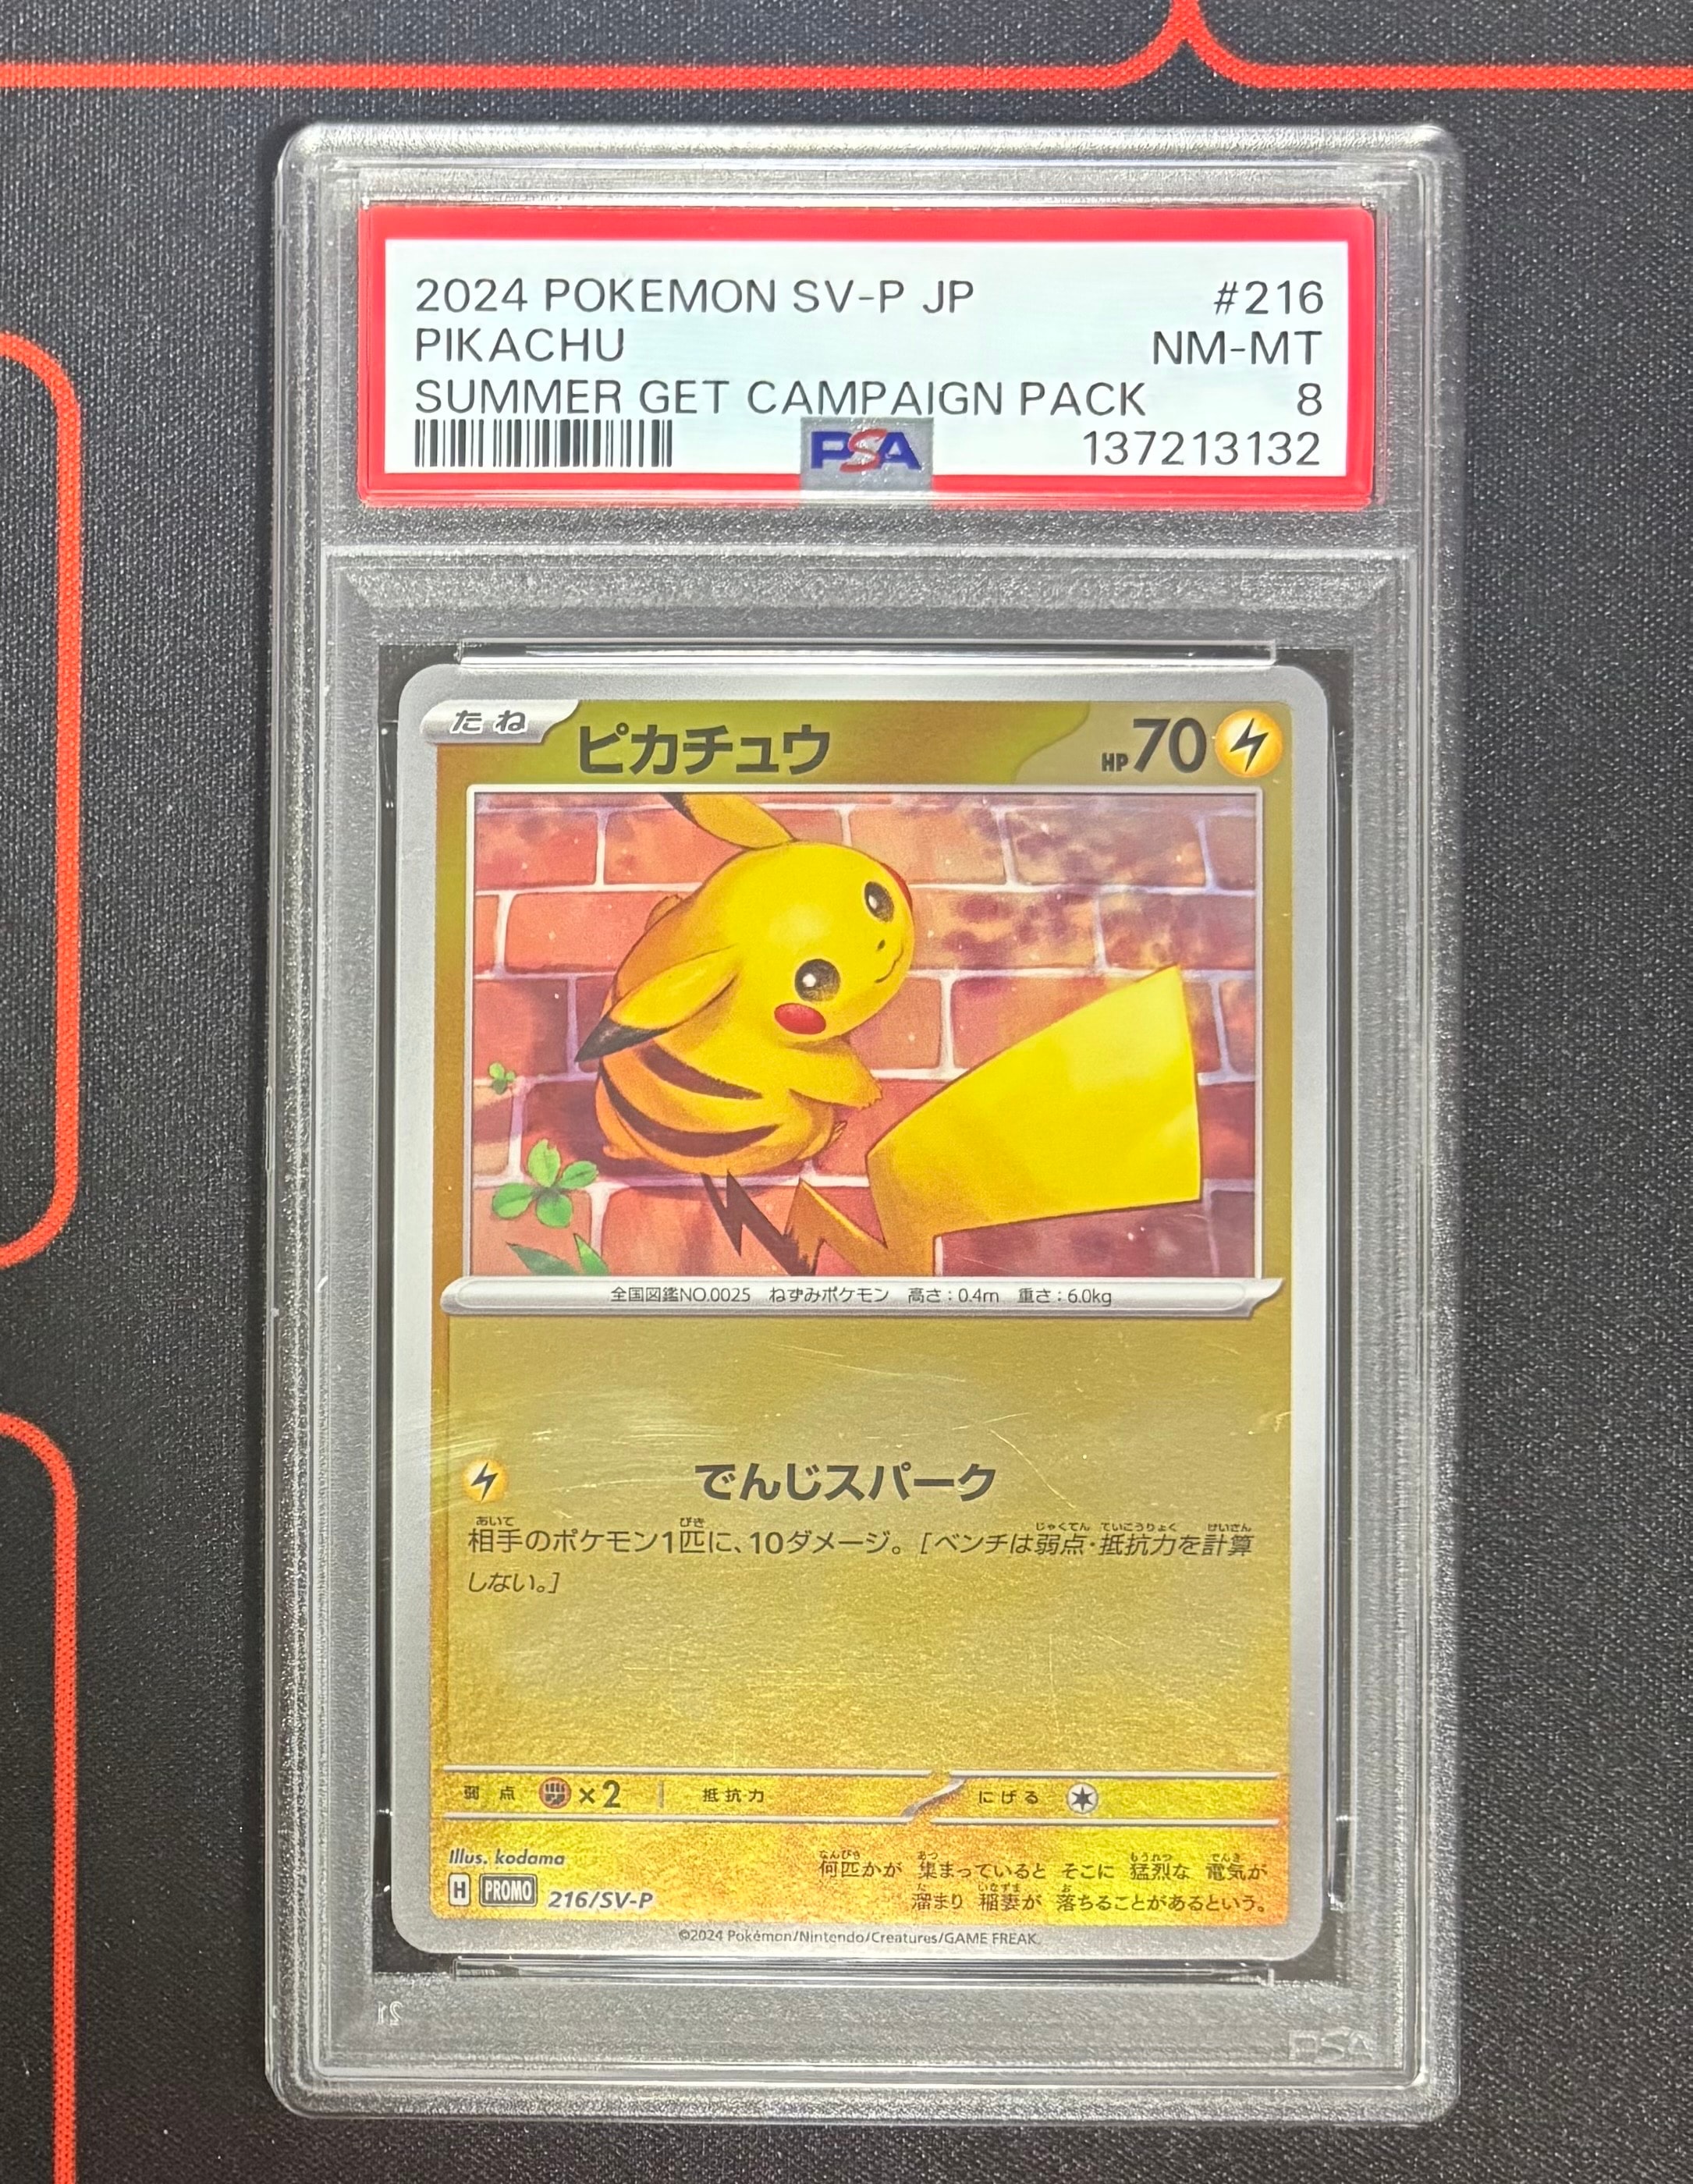 2024 POKEMON SV-P JP #216
PIKACHU NM-MT
SUMMER GET CAMPAIGN PACK 8
PSA 137213132
たね ピカチュウ HP70
全国図鑑NO.0025 ねずみポケモン 高さ:0.4m 重さ:6.0kg
でんじスパーク
あいて びき じゃくてん ていこうりょく けいさん
相手のポケモン1匹に、10ダメージ。[ベンチは弱点・抵抗力を計算
しない。]
弱点 ×2 抵抗力 にげる
Illus. kodama
なんびき あつ もうれつ でんき
何匹かが 集まっていると そこに 猛烈な 電気が
た いなずま お
溜まり 稲妻が 落ちることがあるという。
H PROMO 216/SV-P
©2024 Pokémon/Nintendo/Creatures/GAME FREAK.
PSA